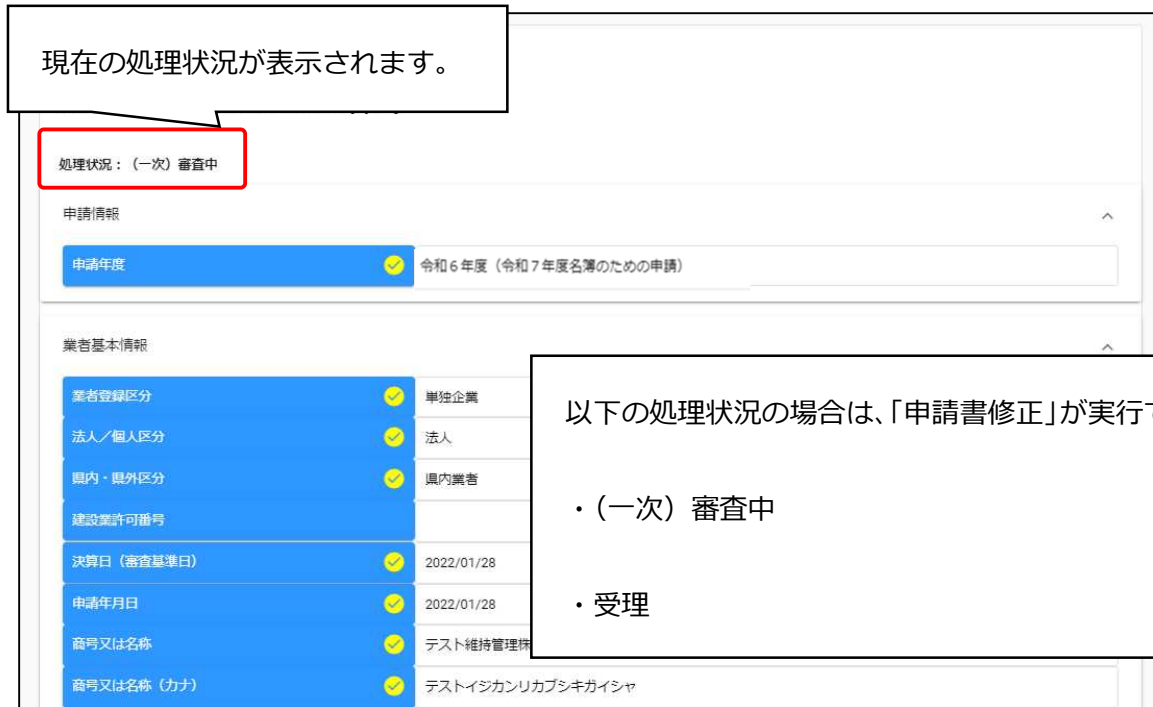 現在の処理状況が表示されます。
処理状況：（一次）審査中
申請情報
申請年度 令和6年度（令和7年度名簿のための申請）
業者基本情報
業者登録区分 単独企業
法人／個人区分 法人
県内・県外区分 県内業者
建設業許可番号
決算日（審査基準日） 2022/01/28
申請年月日 2022/01/28
商号又は名称 テスト維持管理株
商号又は名称（カナ） テストイジカンリカブシキガイシャ
以下の処理状況の場合は、「申請書修正」が実行で
・（一次）審査中
・受理